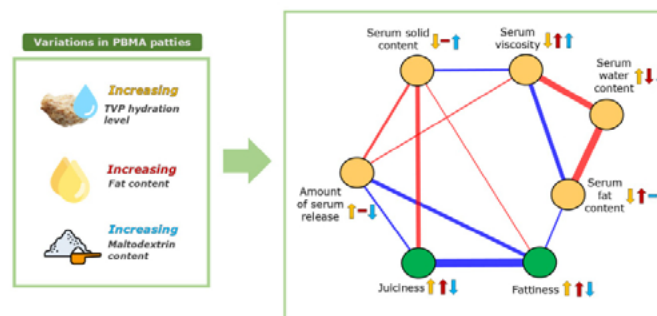 Variations in PBMA patties
Increasing
TVP hydration
level
Increasing
Fat content
Increasing
Maltodextrin
content
Serum solid
content
Serum
viscosity
Serum
water
content
Amount
of serum
release
Serum
fat
content
Juiciness
Fattiness